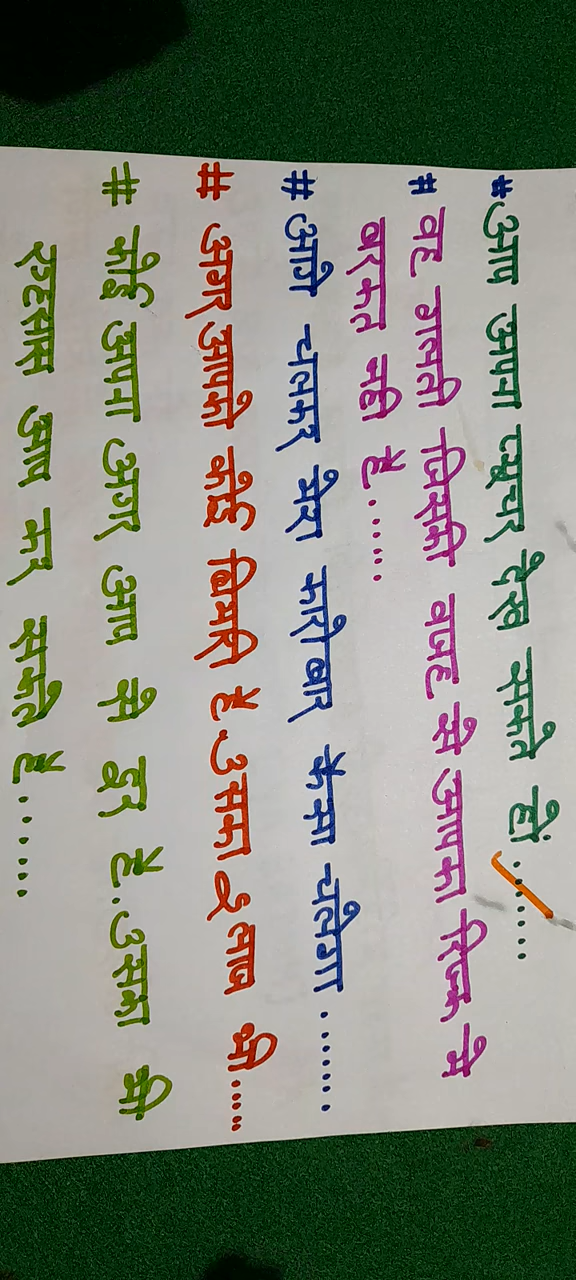 # आप अपना फ्यूचर देख सकते हों.........
# वह गलती जिसकी वजह से आपका रिज्क मे
बरकत नही हैं......
# आगे चलकर मेरा कारोबार कैसा चलेगा.......
# अगर आपको कोई बिमारी हैं.उसका इलाज भी.....
# कोई अपना अगर आप से दूर हैं.उसका भी
एहसास आप कर सकते हैं.......